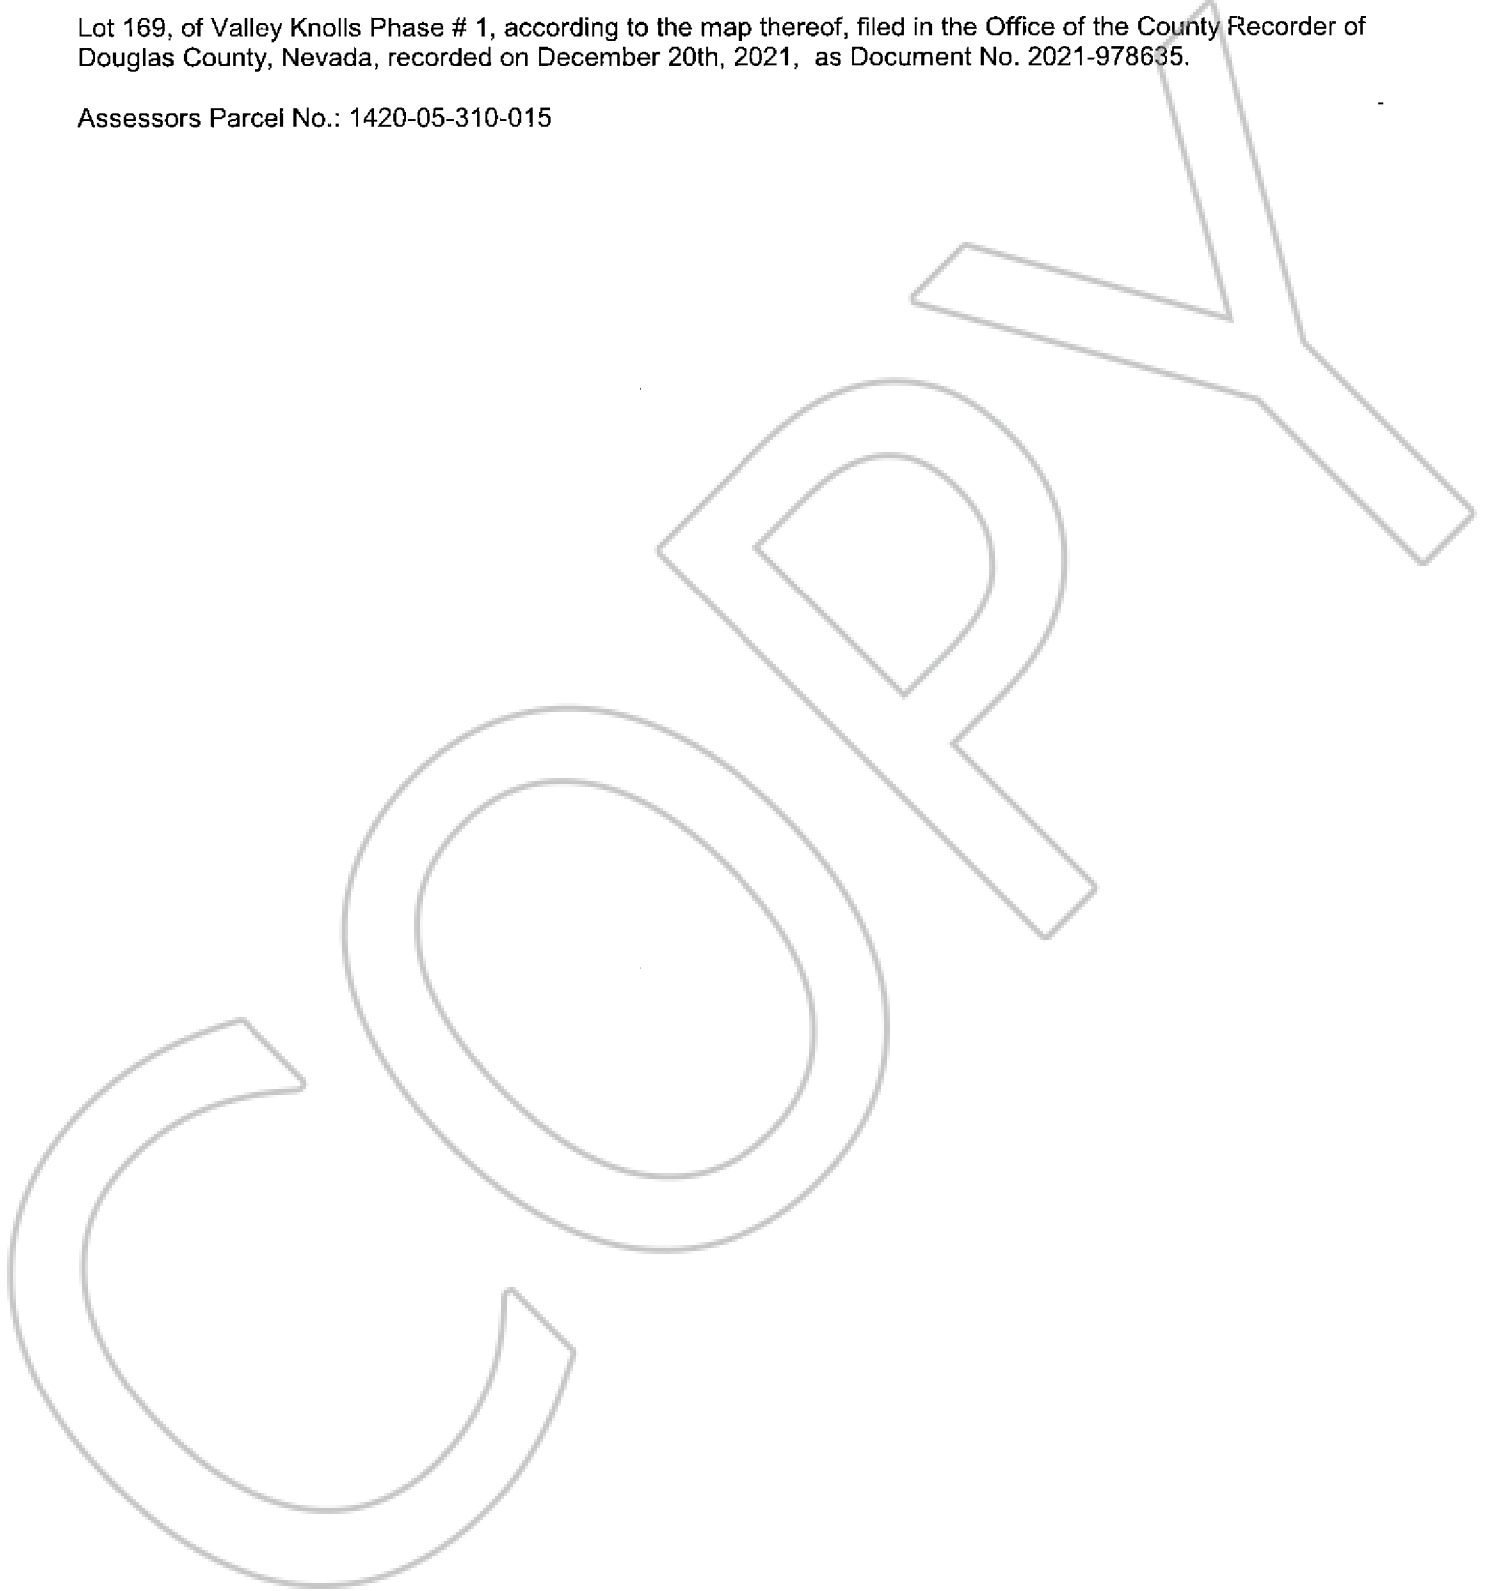 Lot 169, of Valley Knolls Phase # 1, according to the map thereof, filed in the Office of the County Recorder of
Douglas County, Nevada, recorded on December 20th, 2021,  as Document No. 2021-978635.
Assessors Parcel No.: 1420-05-310-015
COPY